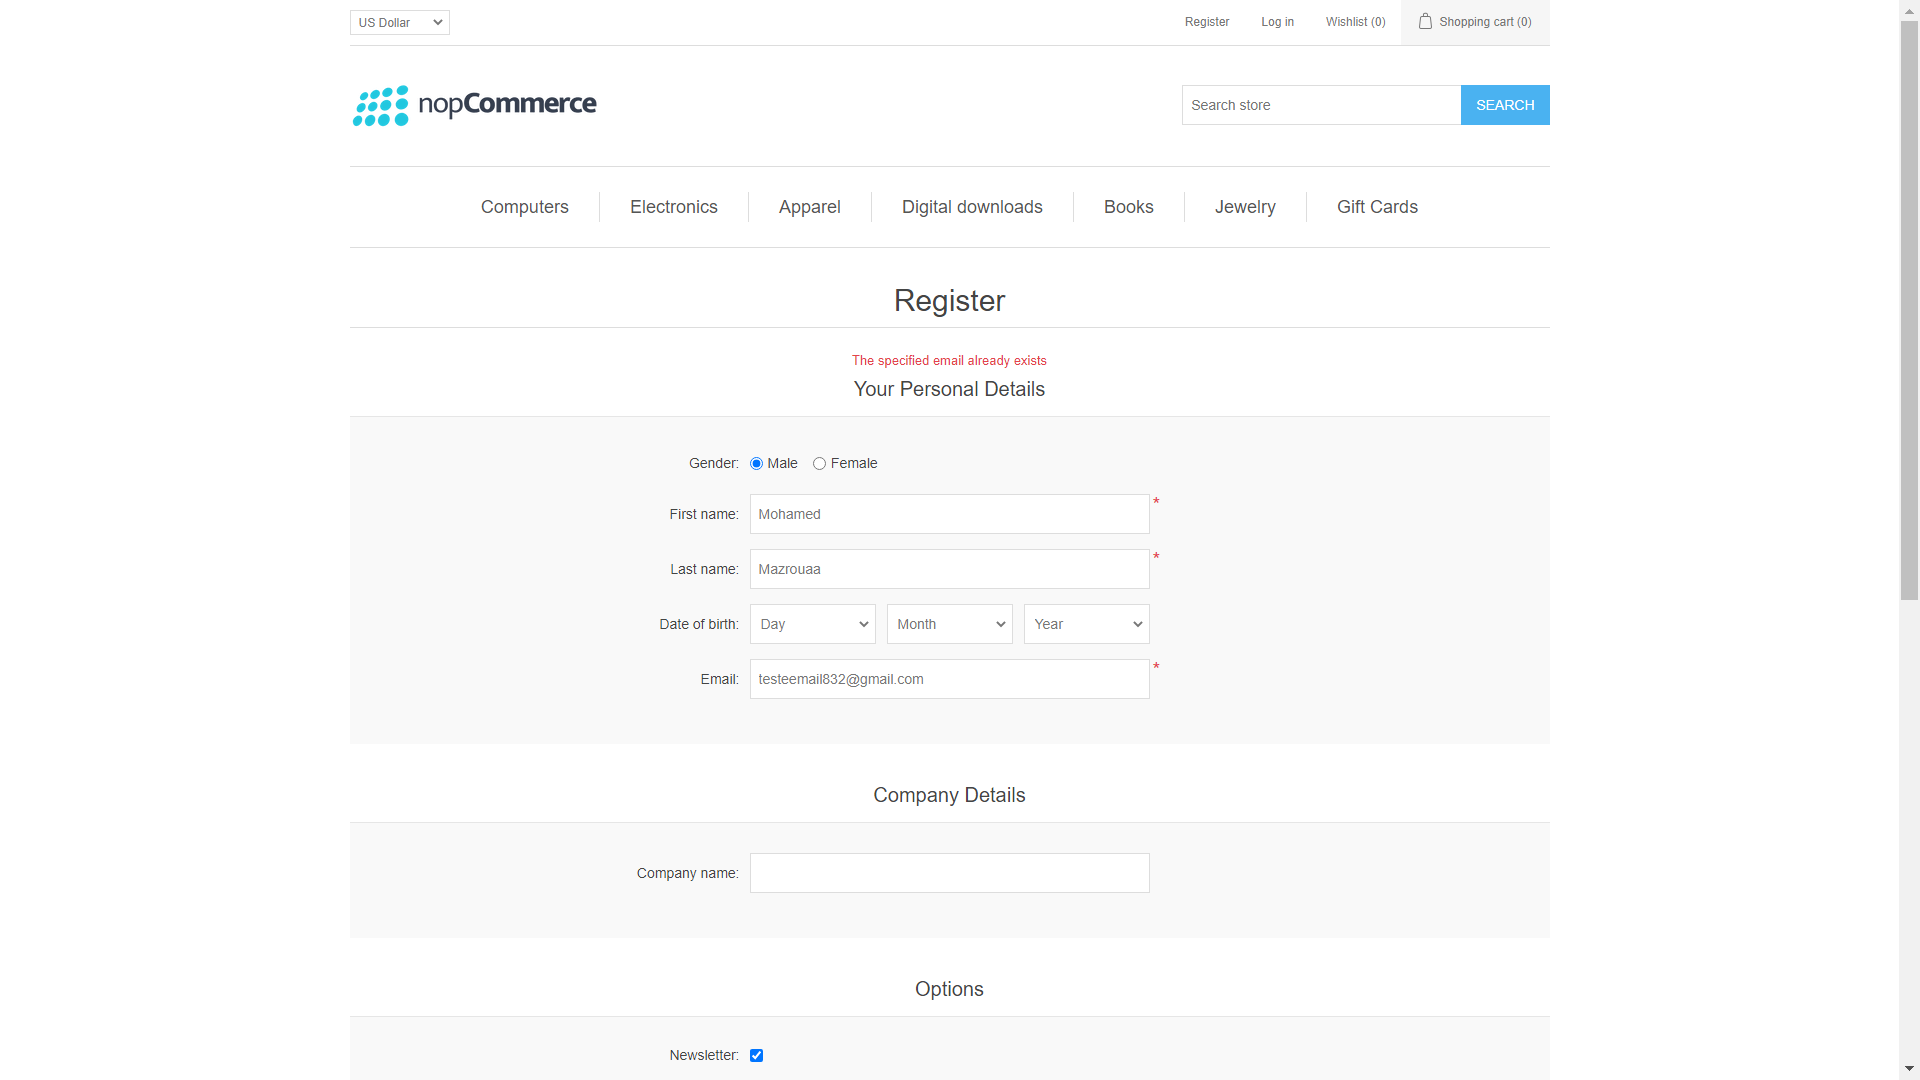 US Dollar
Register
Log in
Wishlist (0)
Shopping cart (0)
nopCommerce
Search store
SEARCH
Computers
Electronics
Apparel
Digital downloads
Books
Jewelry
Gift Cards
Register
The specified email already exists
Your Personal Details
Gender: Male Female
First name: Mohamed *
Last name: Mazrouaa *
Date of birth: Day Month Year
Email: testeemail832@gmail.com *
Company Details
Company name:
Options
Newsletter: